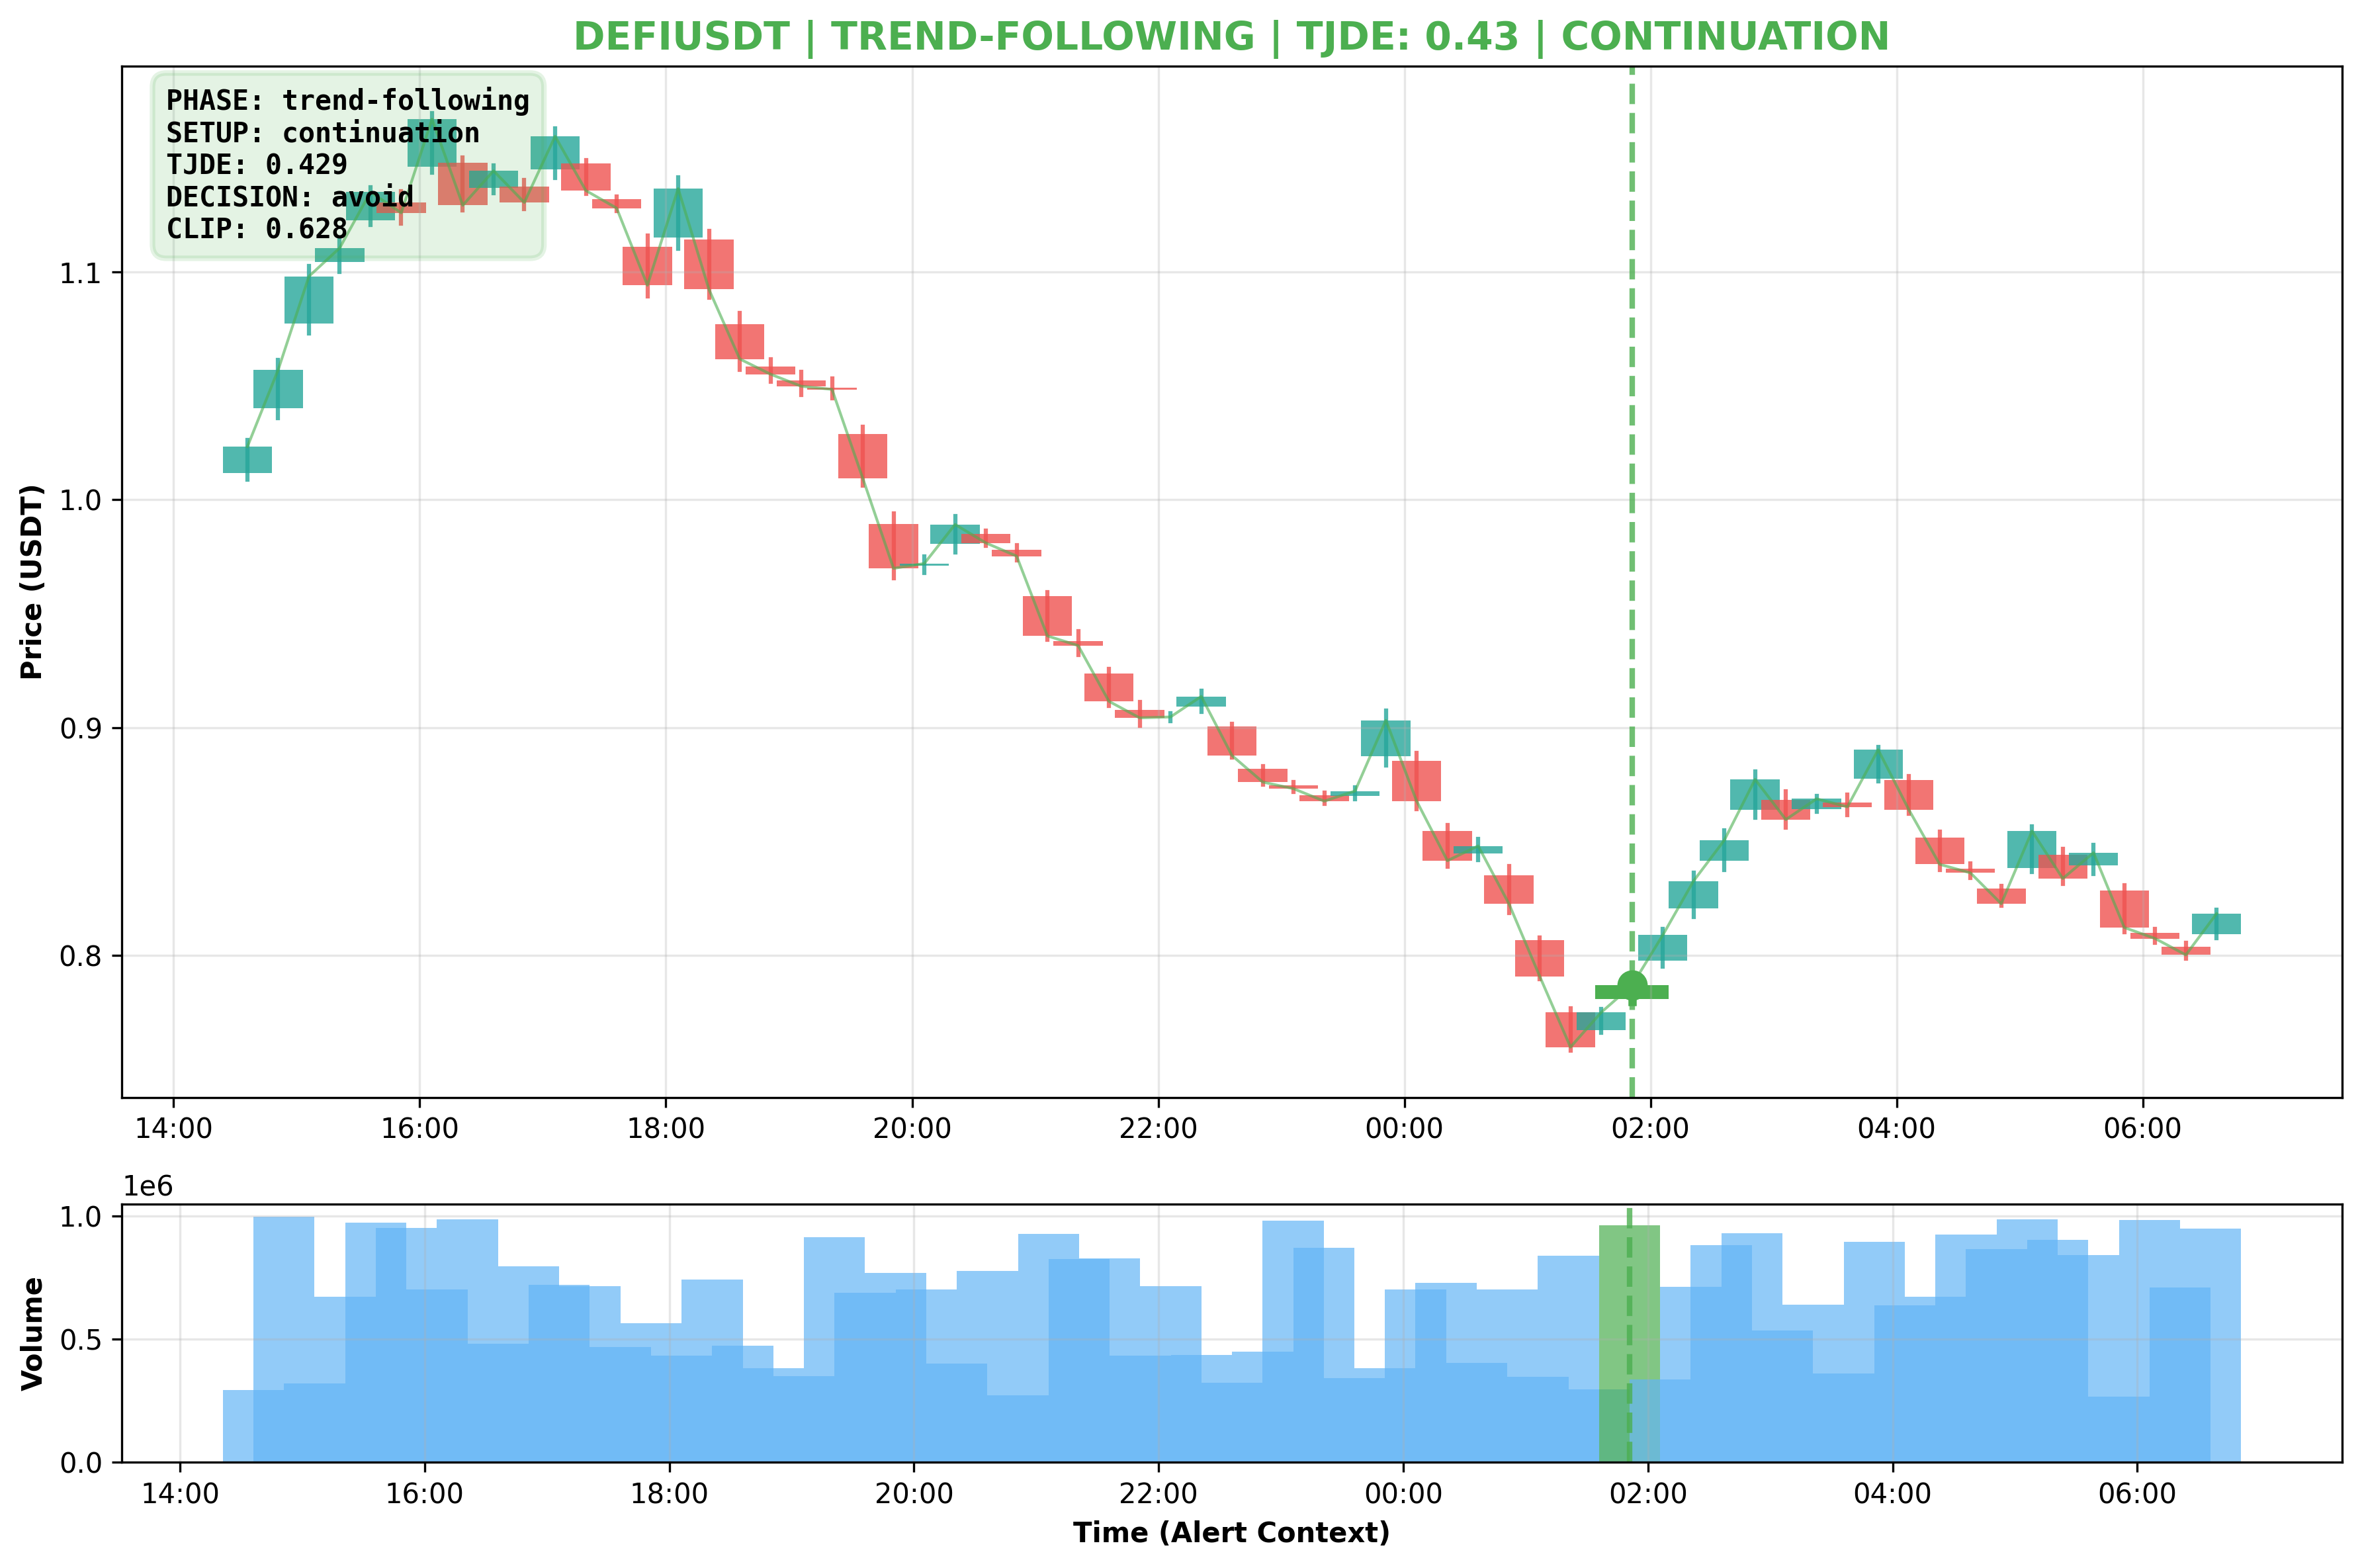 DEFIUSDT | TREND-FOLLOWING | TJDE: 0.43 | CONTINUATION
PHASE: trend-following
SETUP: continuation
TJDE: 0.429
DECISION: avoid
CLIP: 0.628
Price (USDT)
1.1
1.0
0.9
0.8
14:00 16:00 18:00 20:00 22:00 00:00 02:00 04:00 06:00
1e6
Volume
1.0
0.5
0.0
14:00 16:00 18:00 20:00 22:00 00:00 02:00 04:00 06:00
Time (Alert Context)